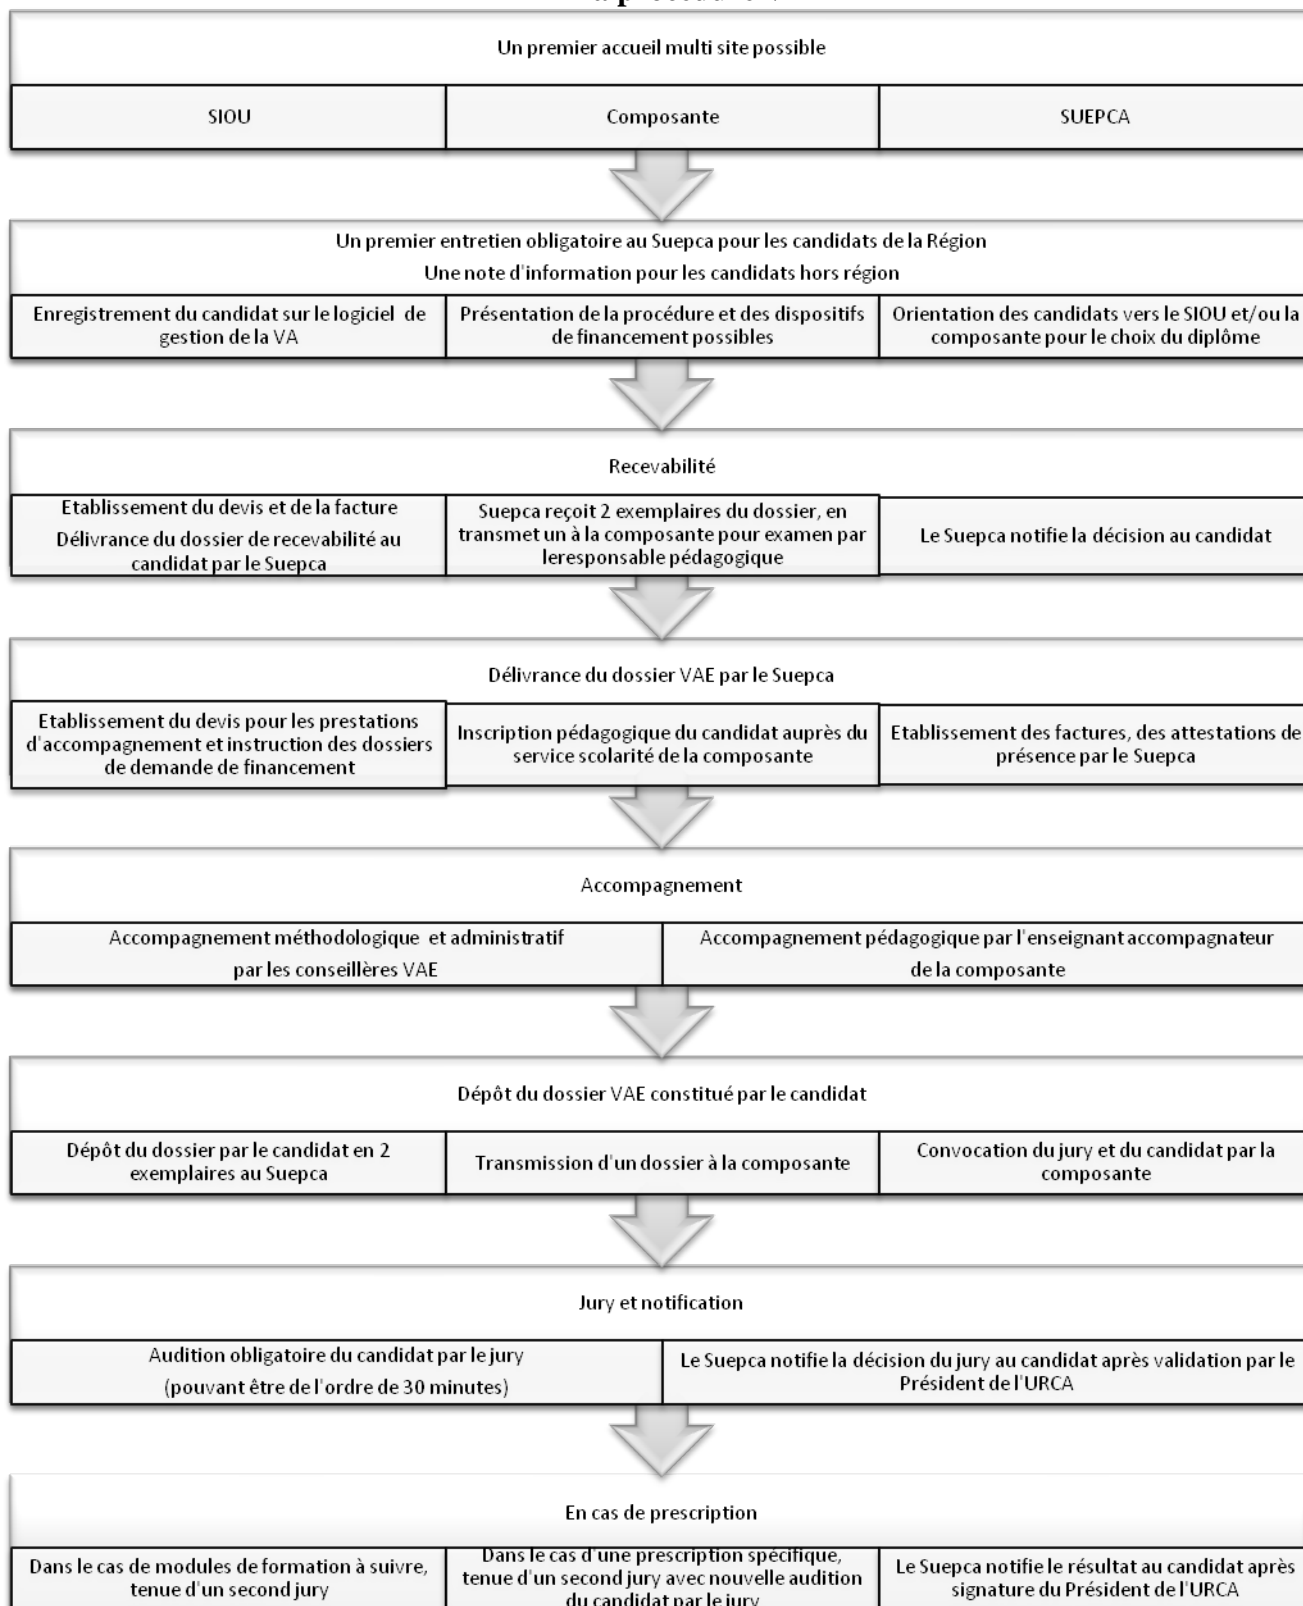 Un premier accueil multi site possible
SIOU
Composante
SUEPCA
Un premier entretien obligatoire au Suepca pour les candidats de la Région
Une note d'information pour les candidats hors région
Enregistrement du candidat sur le logiciel de
gestion de la VA
Présentation de la procédure et des dispositifs
de financement possibles
Orientation des candidats vers le SIOU et/ou la
composante pour le choix du diplôme
Recevabilité
Etablissement du devis et de la facture
Délivrance du dossier de recevabilité au
candidat par le Suepca
Suepca reçoit 2 exemplaires du dossier, en
transmet un à la composante pour examen par
leresponsable pédagogique
Le Suepca notifie la décision au candidat
Délivrance du dossier VAE par le Suepca
Etablissement du devis pour les prestations
d'accompagnement et instruction des dossiers
de demande de financement
Inscription pédagogique du candidat auprès du
service scolarité de la composante
Etablissement des factures, des attestations de
présence par le Suepca
Accompagnement
Accompagnement méthodologique et administratif
par les conseillères VAE
Accompagnement pédagogique par l'enseignant accompagnateur
de la composante
Dépôt du dossier VAE constitué par le candidat
Dépôt du dossier par le candidat en 2
exemplaires au Suepca
Transmission d'un dossier à la composante
Convocation du jury et du candidat par la
composante
Jury et notification
Audition obligatoire du candidat par le jury
(pouvant être de l'ordre de 30 minutes)
Le Suepca notifie la décision du jury au candidat après validation par le
Président de l'URCA
En cas de prescription
Dans le cas de modules de formation à suivre,
tenue d'un second jury
Dans le cas d'une prescription spécifique,
tenue d'un second jury avec nouvelle audition
du candidat par le jury
Le Suepca notifie le résultat au candidat après
signature du Président de l'URCA